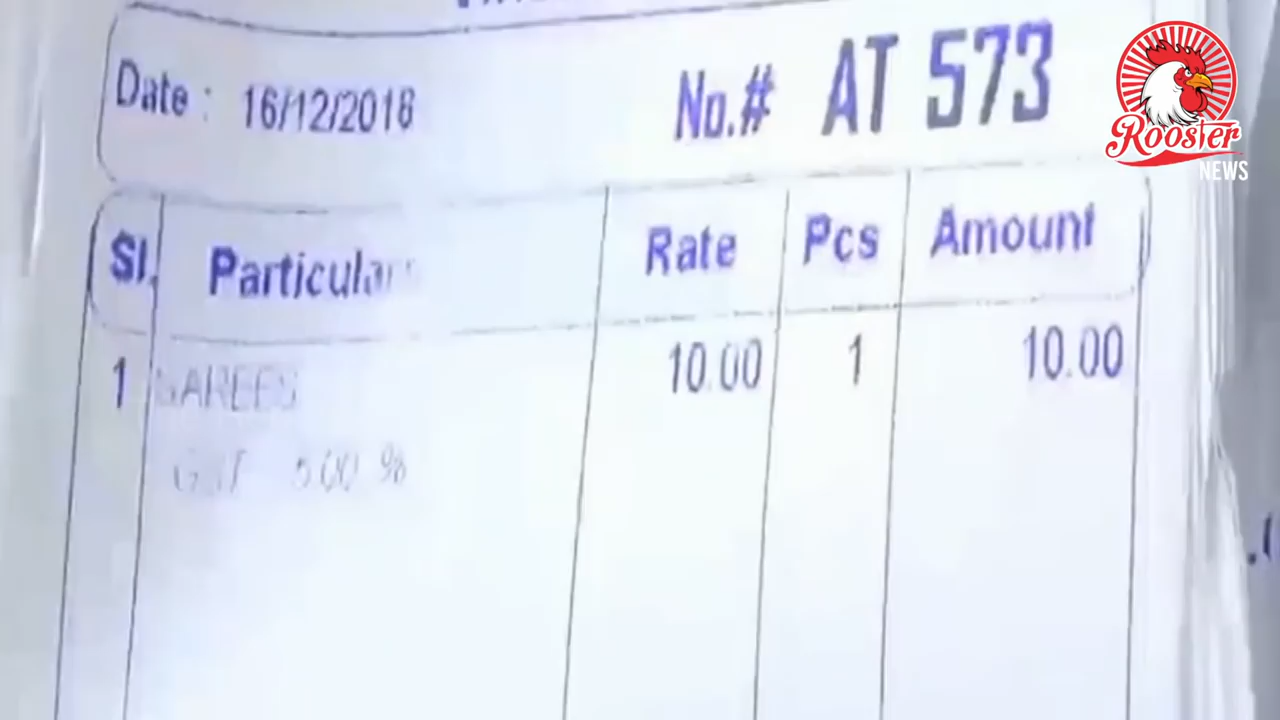 Date : 16/12/2018
No.# AT 573
Rooster
NEWS
Sl. Particulars Rate Pcs Amount
1 SAREES 10.00 1 10.00
GST 5.00 %